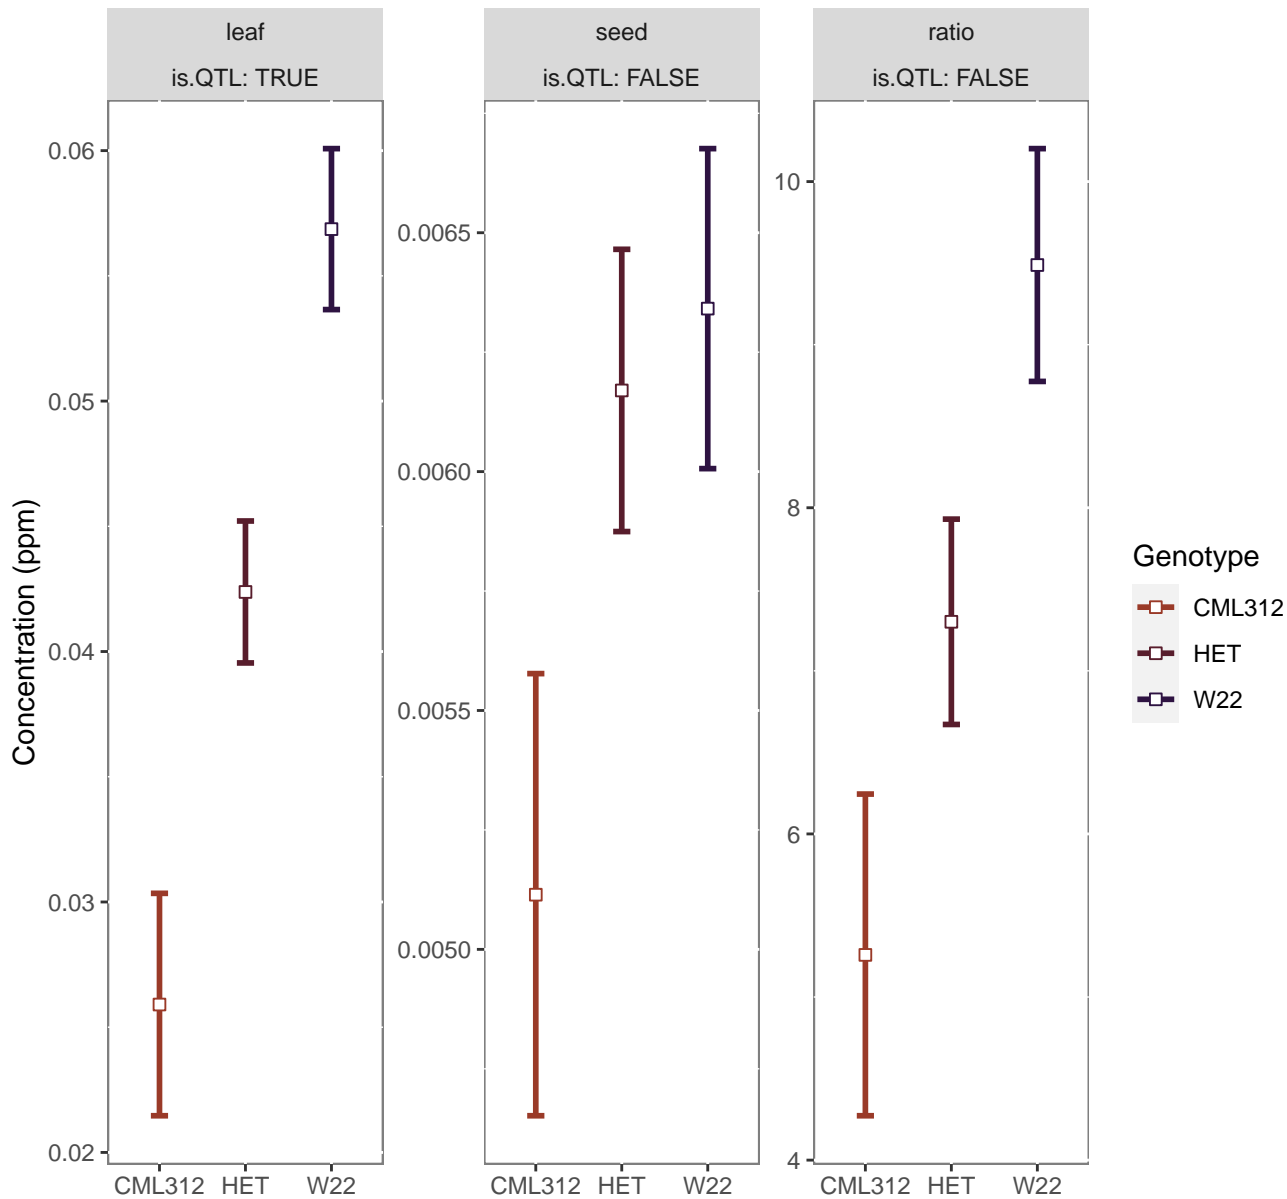 leaf
is.QTL: TRUE
seed
is.QTL: FALSE
ratio
is.QTL: FALSE
Concentration (ppm)
0.06
0.05
0.04
0.03
0.02
CML312 HET W22
0.0065
0.0060
0.0055
0.0050
CML312 HET W22
10
8
6
4
CML312 HET W22
Genotype
CML312
HET
W22